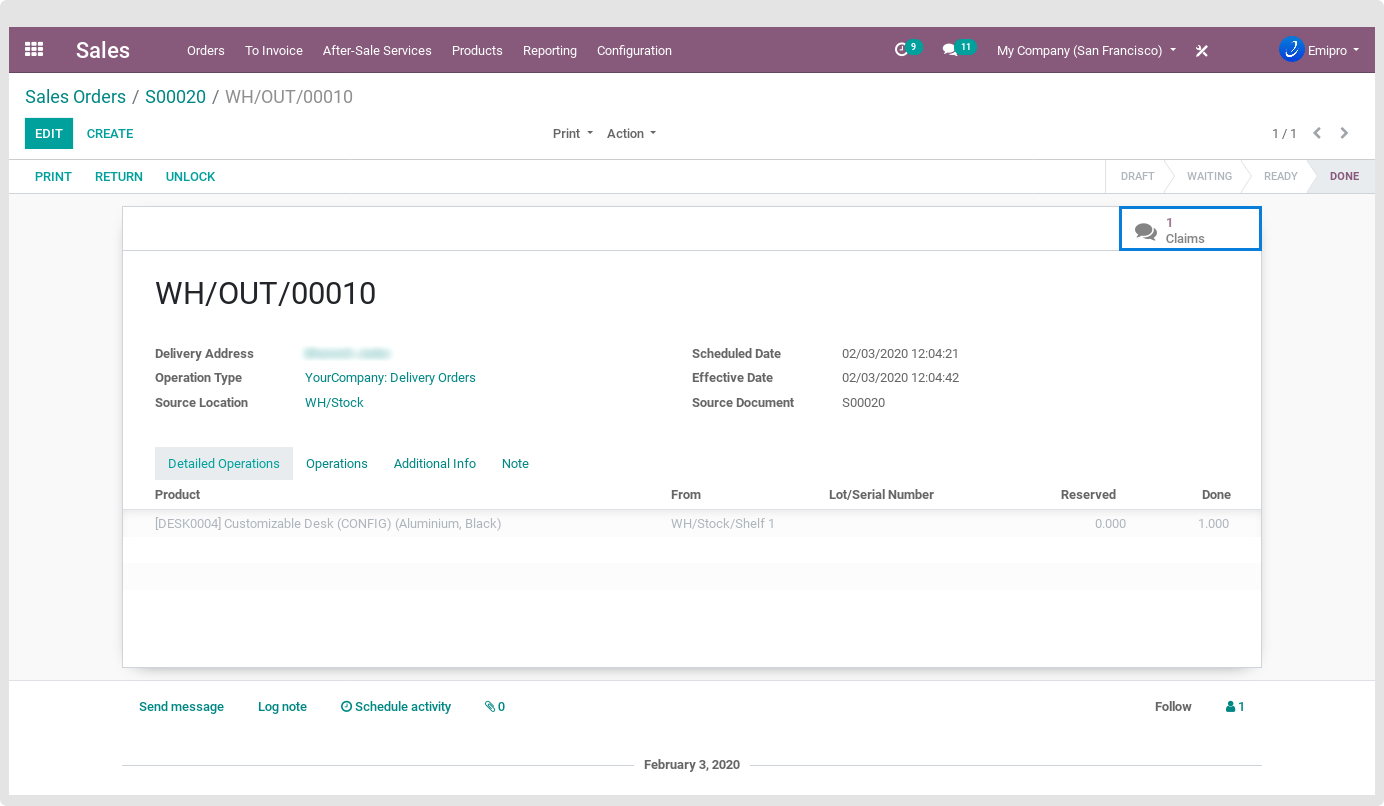 Sales Orders To Invoice After-Sale Services Products Reporting Configuration 9 11 My Company (San Francisco) Emipro
Sales Orders / S00020 / WH/OUT/00010
EDIT CREATE Print Action 1 / 1
PRINT RETURN UNLOCK DRAFT WAITING READY DONE
1
Claims
WH/OUT/00010
Delivery Address Scheduled Date 02/03/2020 12:04:21
Operation Type YourCompany: Delivery Orders Effective Date 02/03/2020 12:04:42
Source Location WH/Stock Source Document S00020
Detailed Operations Operations Additional Info Note
Product From Lot/Serial Number Reserved Done
[DESK0004] Customizable Desk (CONFIG) (Aluminium, Black) WH/Stock/Shelf 1 0.000 1.000
Send message Log note Schedule activity 0 Follow 1
February 3, 2020